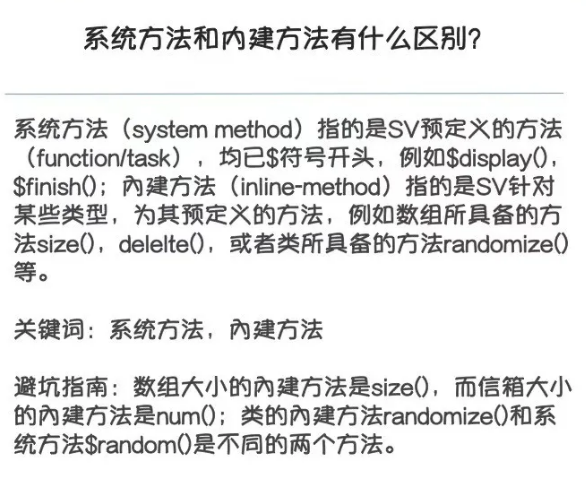 系统方法和内建方法有什么区别？
系统方法（system method）指的是SV预定义的方法
（function/task），均已$符号开头，例如$display(),
$finish()；内建方法（inline-method）指的是SV针对
某些类型，为其预定义的方法，例如数组所具备的方
法size()，delelte()，或者类所具备的方法randomize()
等。
关键词：系统方法，内建方法
避坑指南：数组大小的内建方法是size()，而信箱大小
的内建方法是num()；类的内建方法randomize()和系
统方法$random()是不同的两个方法。